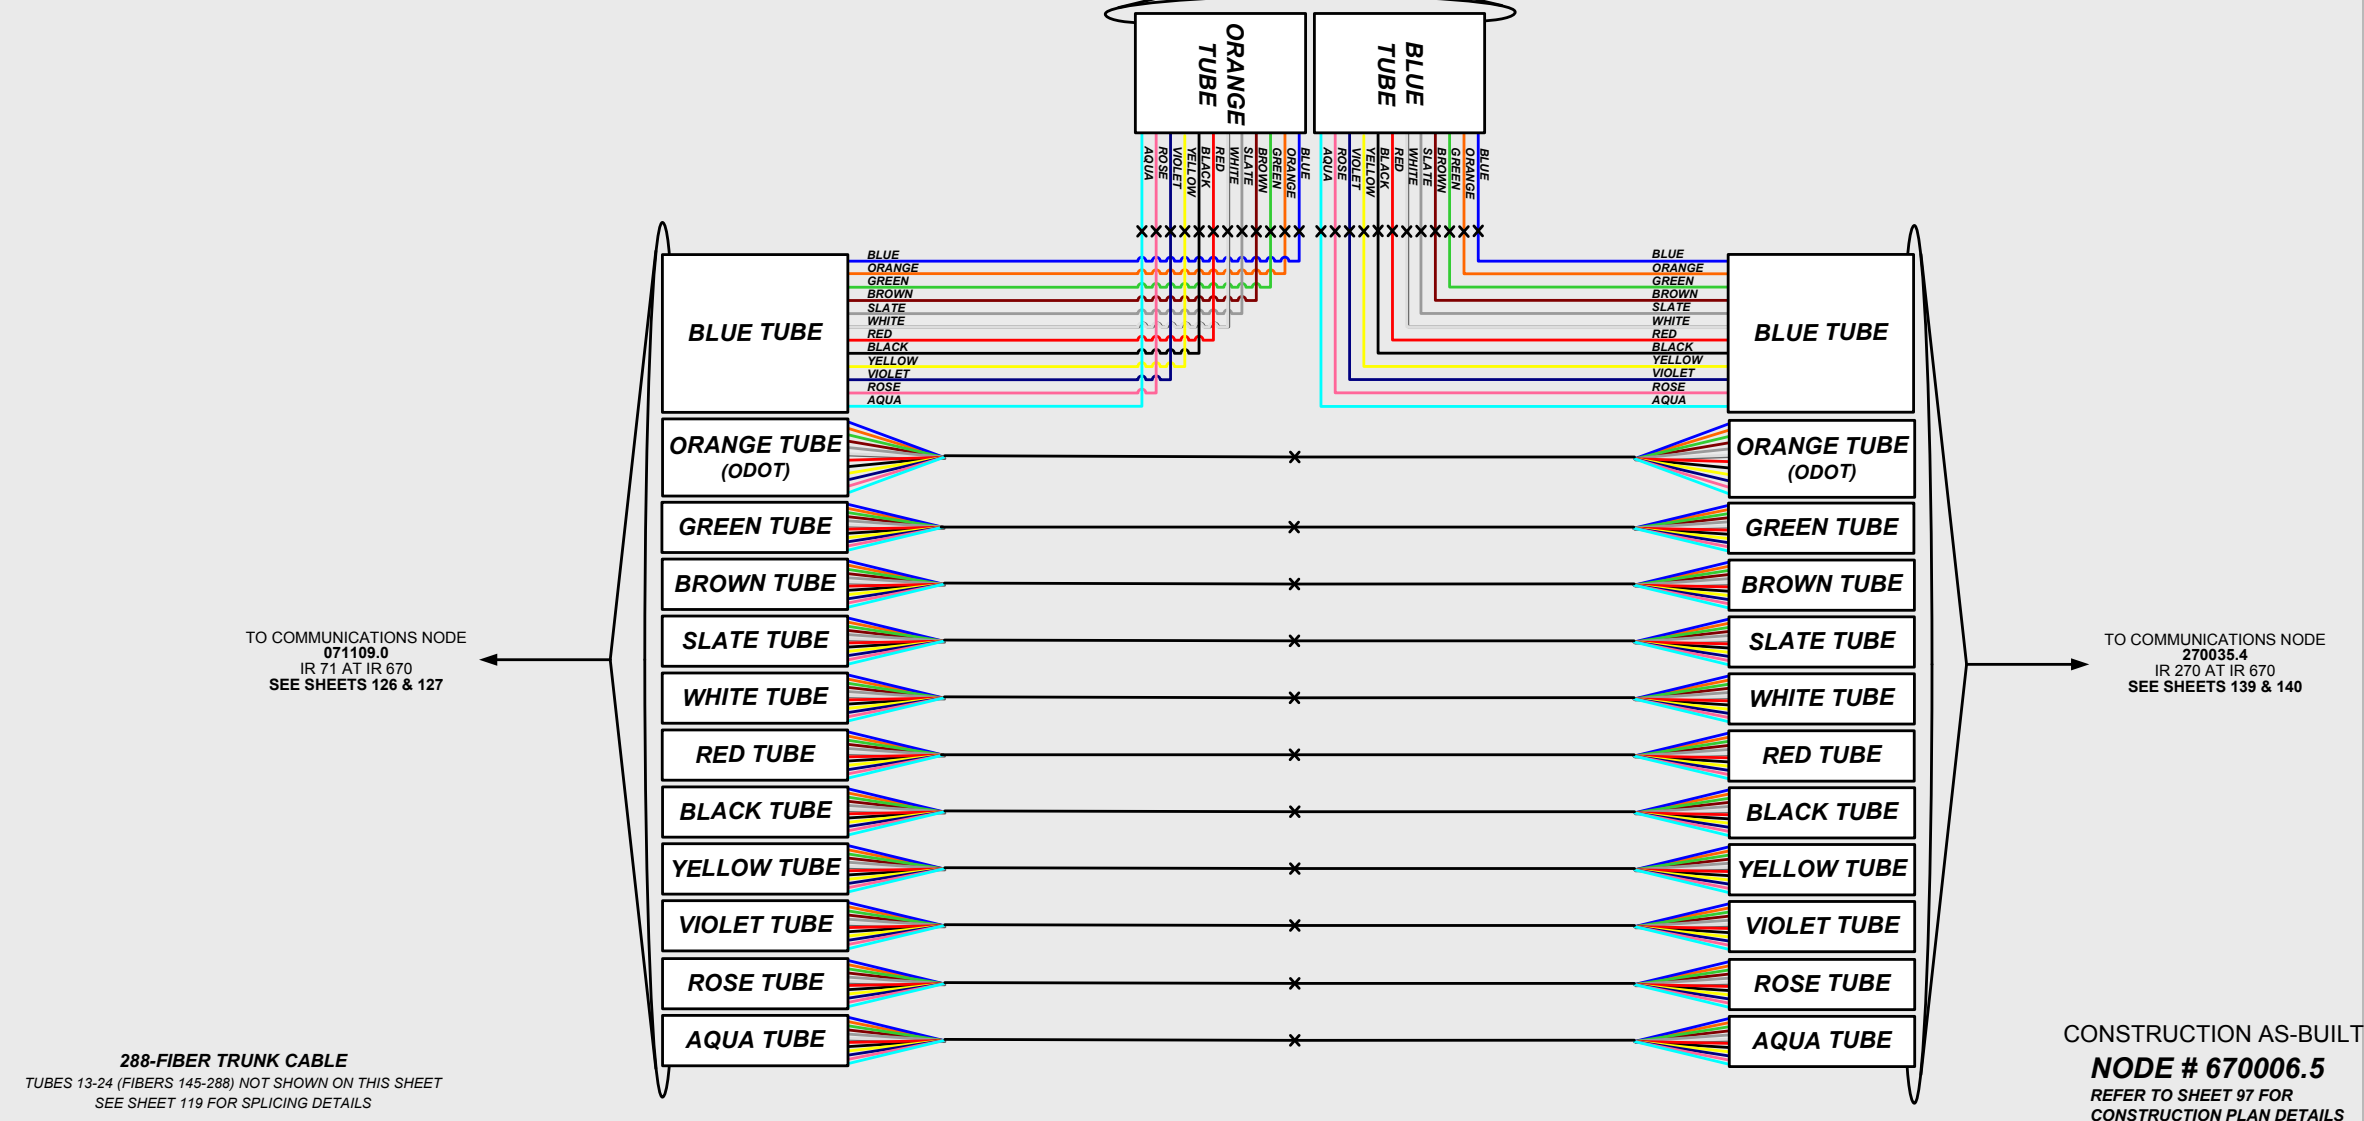 ORANGE
TUBE
BLUE
TUBE
AQUA
ROSE
VIOLET
YELLOW
BLACK
RED
WHITE
SLATE
BROWN
GREEN
ORANGE
BLUE
AQUA
ROSE
VIOLET
YELLOW
BLACK
RED
WHITE
SLATE
BROWN
GREEN
ORANGE
BLUE
BLUE TUBE
BLUE
ORANGE
GREEN
BROWN
SLATE
WHITE
RED
BLACK
YELLOW
VIOLET
ROSE
AQUA
BLUE
ORANGE
GREEN
BROWN
SLATE
WHITE
RED
BLACK
YELLOW
VIOLET
ROSE
AQUA
BLUE TUBE
ORANGE TUBE
(ODOT)
ORANGE TUBE
(ODOT)
GREEN TUBE
GREEN TUBE
BROWN TUBE
BROWN TUBE
SLATE TUBE
SLATE TUBE
WHITE TUBE
WHITE TUBE
RED TUBE
RED TUBE
BLACK TUBE
BLACK TUBE
YELLOW TUBE
YELLOW TUBE
VIOLET TUBE
VIOLET TUBE
ROSE TUBE
ROSE TUBE
AQUA TUBE
AQUA TUBE
TO COMMUNICATIONS NODE
071109.0
IR 71 AT IR 670
SEE SHEETS 126 & 127
TO COMMUNICATIONS NODE
270035.4
IR 270 AT IR 670
SEE SHEETS 139 & 140
288-FIBER TRUNK CABLE
TUBES 13-24 (FIBERS 145-288) NOT SHOWN ON THIS SHEET
SEE SHEET 119 FOR SPLICING DETAILS
CONSTRUCTION AS-BUILT
NODE # 670006.5
REFER TO SHEET 97 FOR
CONSTRUCTION PLAN DETAILS